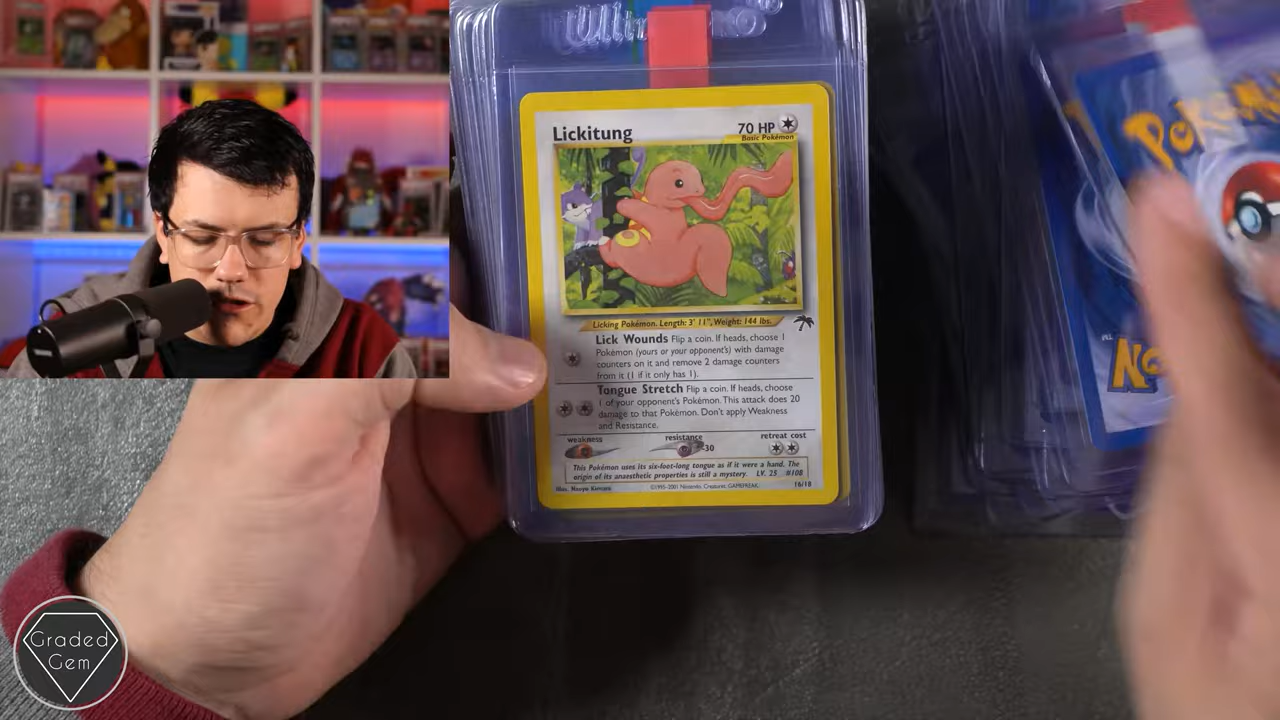 Ultra PRO
Lickitung
70 HP
Basic Pokémon
Licking Pokémon. Length: 3' 11", Weight: 144 lbs.
Lick Wounds Flip a coin. If heads, choose 1
Pokémon (yours or your opponent's) with damage
counters on it and remove 2 damage counters
from it (1 if it only has 1).
Tongue Stretch Flip a coin. If heads, choose
1 of your opponent's Pokémon. This attack does 20
damage to that Pokémon. Don't apply Weakness
and Resistance.
weakness
resistance
retreat cost
-30
This Pokémon uses its six-foot-long tongue as if it were a hand. The
origin of its anaesthetic properties is still a mystery. LV. 25 #108
©1995-2001 Nintendo, Creatures, GAMEFREAK.
16/18
Graded
Gem